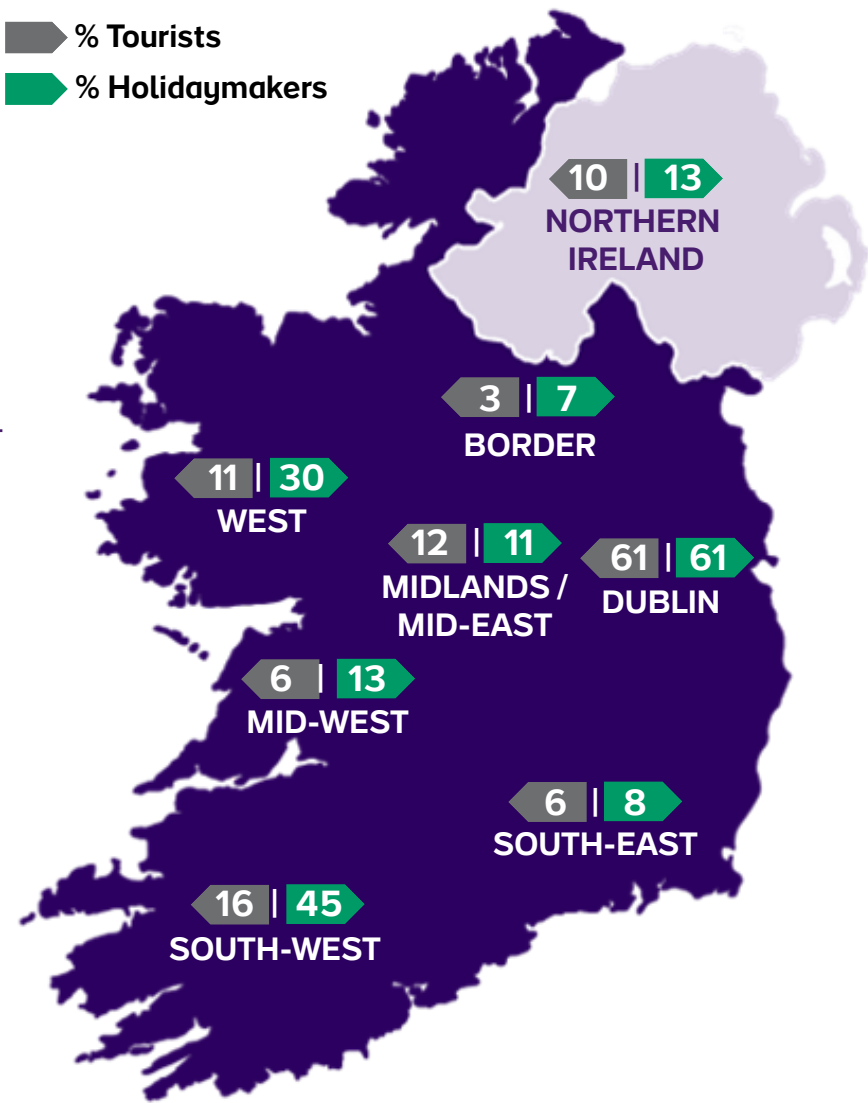 % Tourists
% Holidaymakers
10 | 13
NORTHERN
IRELAND
3 | 7
BORDER
11 | 30
WEST
12 | 11
MIDLANDS /
MID-EAST
61 | 61
DUBLIN
6 | 13
MID-WEST
6 | 8
SOUTH-EAST
16 | 45
SOUTH-WEST